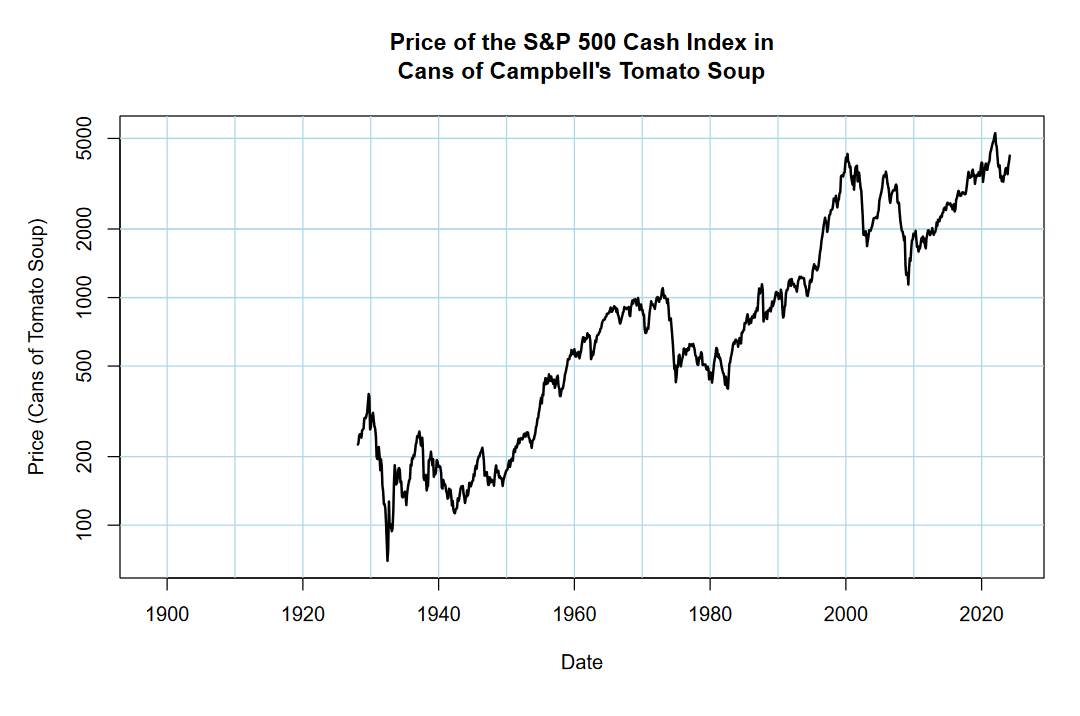 Price of the S&P 500 Cash Index in
Cans of Campbell's Tomato Soup
Price (Cans of Tomato Soup)
5000
2000
1000
500
200
100
1900 1920 1940 1960 1980 2000 2020
Date